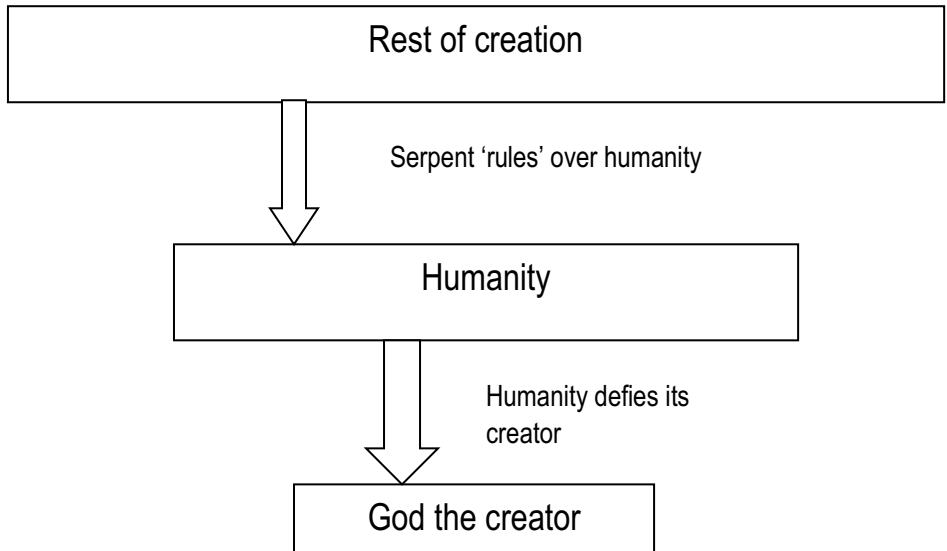 Rest of creation
Serpent ‘rules’ over humanity
Humanity
Humanity defies its
creator
God the creator